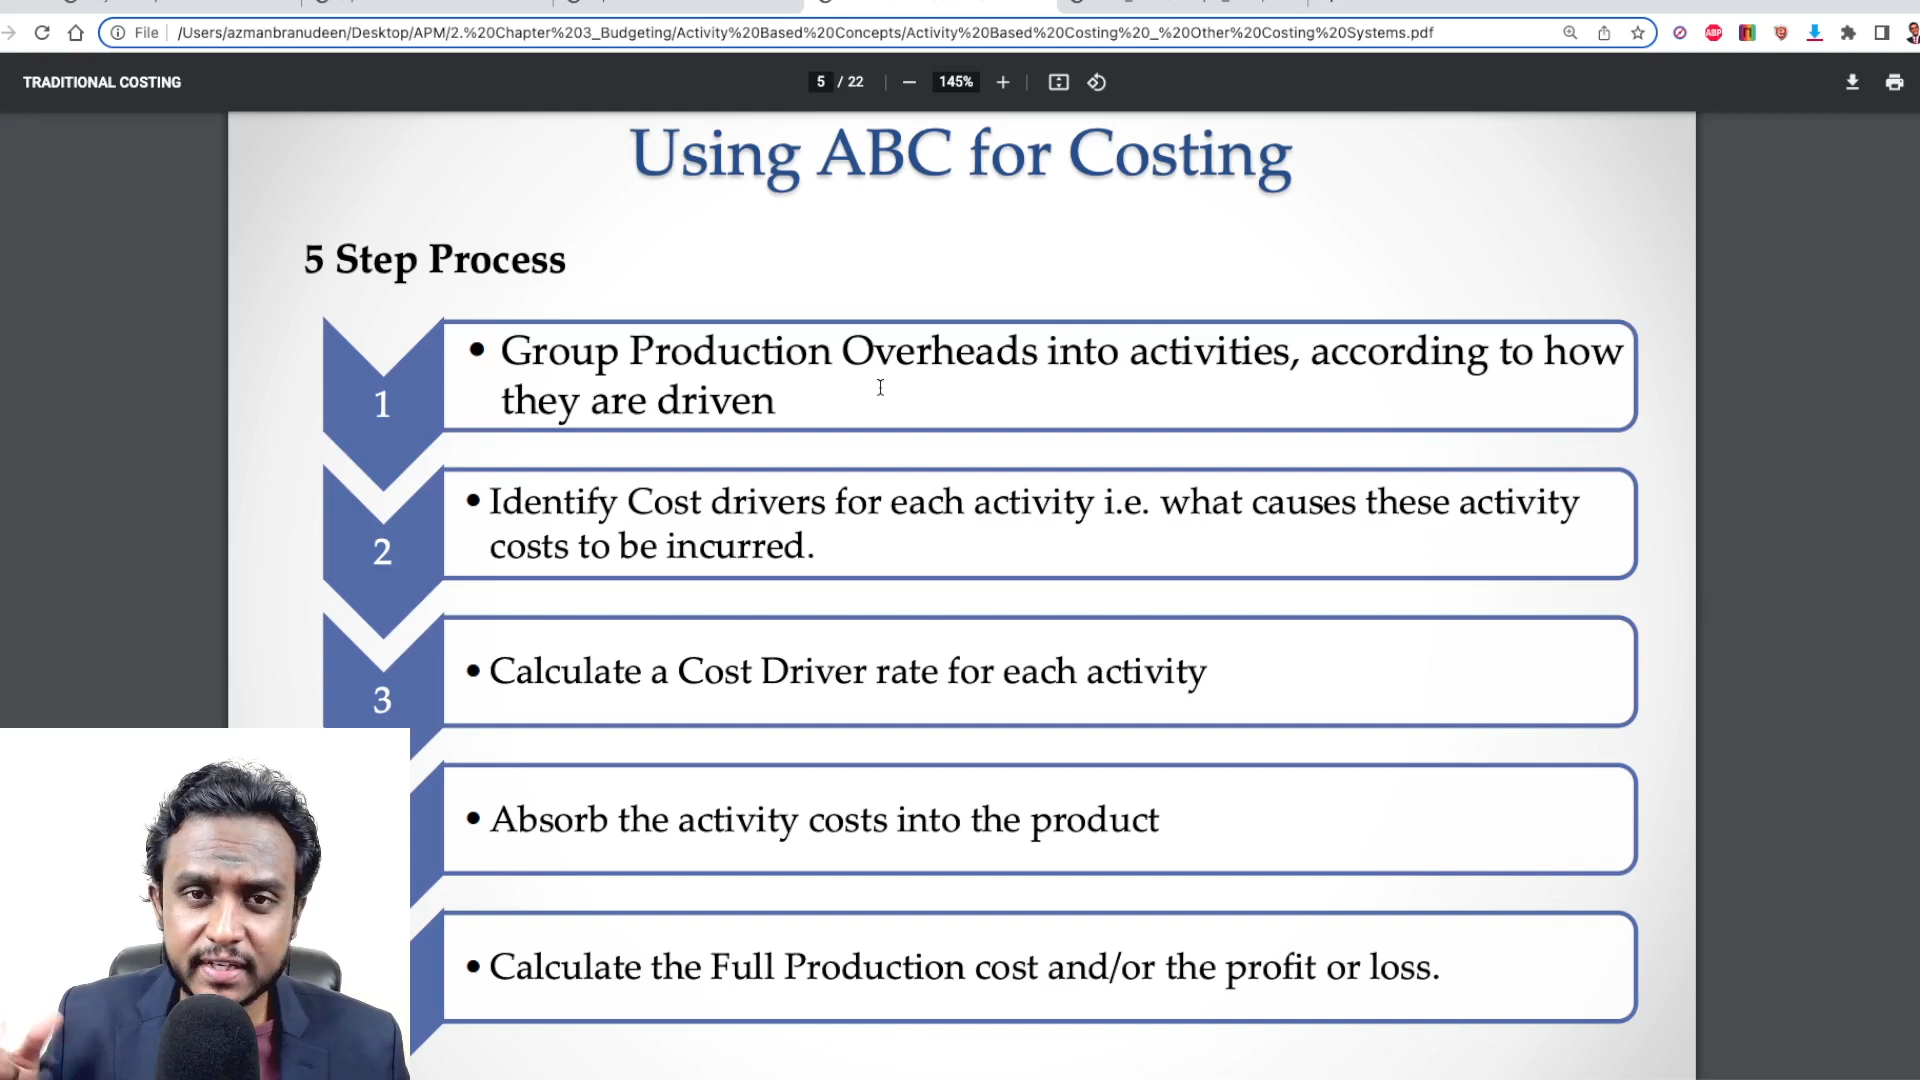 File
/Users/azmanbranudeen/Desktop/APM/2.%20Chapter%203_Budgeting/Activity%20Based%20Concepts/Activity%20Based%20Costing%20_%20Other%20Costing%20Systems.pdf
ABP
TRADITIONAL COSTING
5 / 22
145%
Using ABC for Costing
5 Step Process
1
• Group Production Overheads into activities, according to how
they are driven
2
• Identify Cost drivers for each activity i.e. what causes these activity
costs to be incurred.
3
• Calculate a Cost Driver rate for each activity
• Absorb the activity costs into the product
• Calculate the Full Production cost and/or the profit or loss.